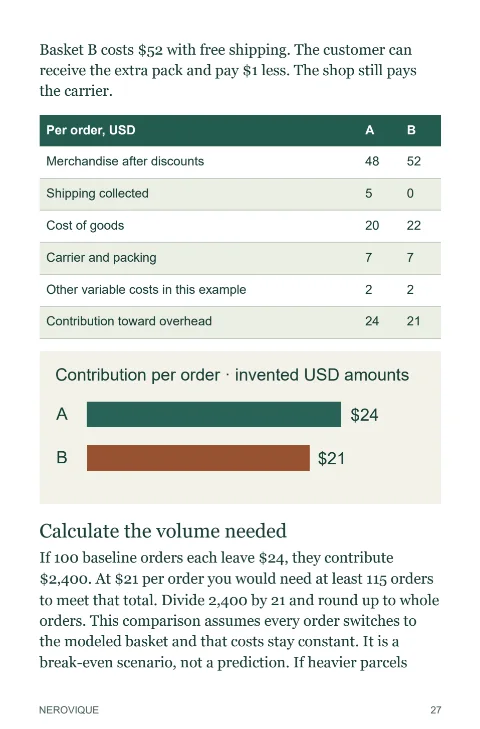 Basket B costs $52 with free shipping. The customer can
receive the extra pack and pay $1 less. The shop still pays
the carrier.
Per order, USD A B
Merchandise after discounts 48 52
Shipping collected 5 0
Cost of goods 20 22
Carrier and packing 7 7
Other variable costs in this example 2 2
Contribution toward overhead 24 21
Contribution per order · invented USD amounts
A $24
B $21
Calculate the volume needed
If 100 baseline orders each leave $24, they contribute
$2,400. At $21 per order you would need at least 115 orders
to meet that total. Divide 2,400 by 21 and round up to whole
orders. This comparison assumes every order switches to
the modeled basket and that costs stay constant. It is a
break-even scenario, not a prediction. If heavier parcels
NEROVIQUE 27